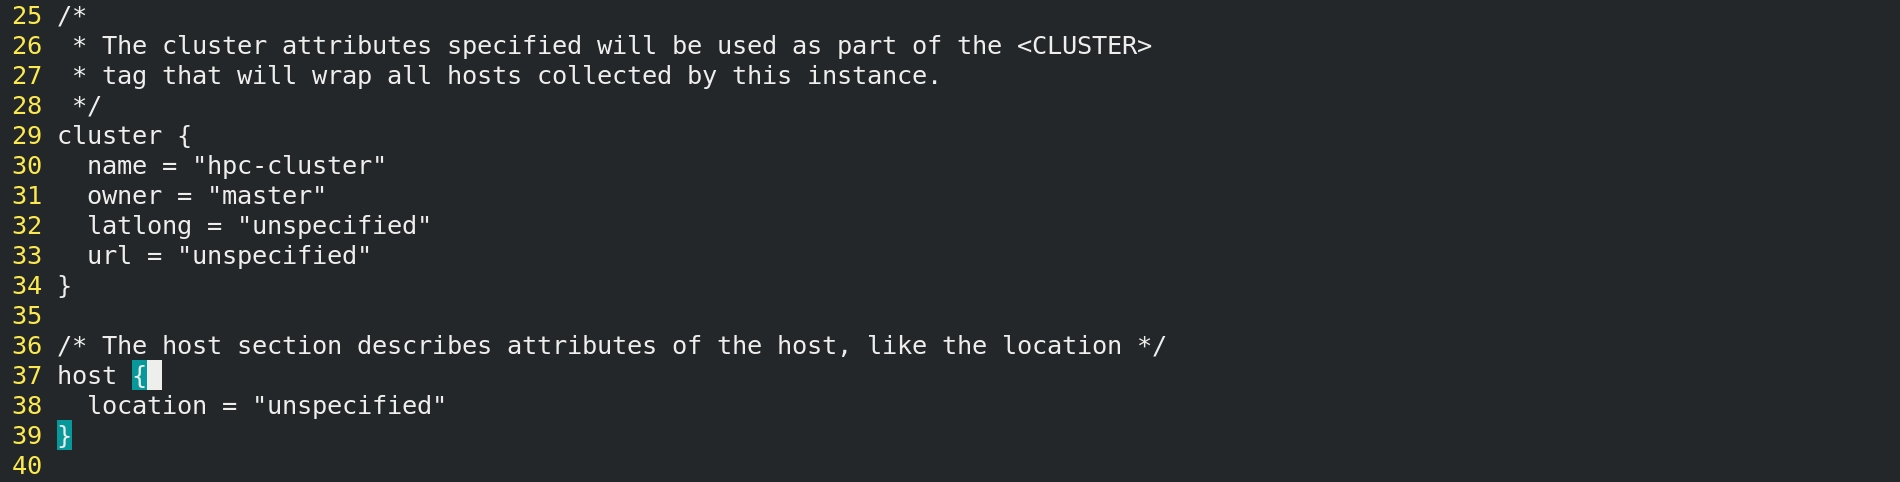 25 /*
26  * The cluster attributes specified will be used as part of the <CLUSTER>
27  * tag that will wrap all hosts collected by this instance.
28  */
29 cluster {
30   name = "hpc-cluster"
31   owner = "master"
32   latlong = "unspecified"
33   url = "unspecified"
34 }
35
36 /* The host section describes attributes of the host, like the location */
37 host {
38   location = "unspecified"
39 }
40